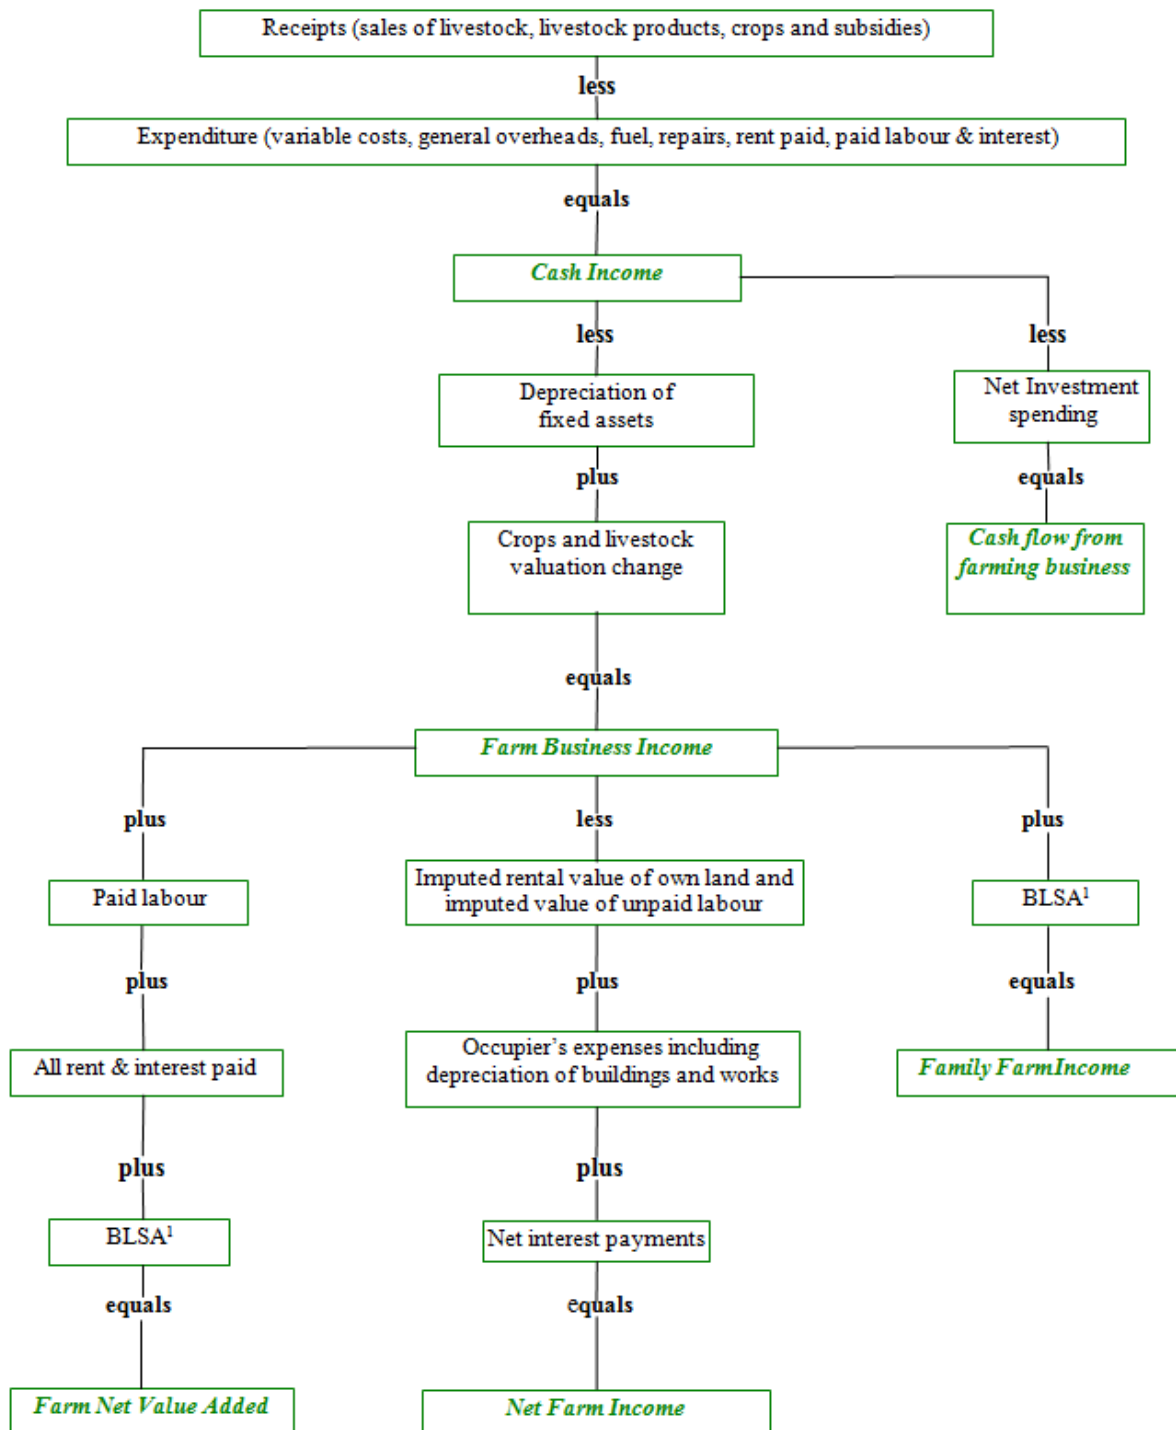 Receipts (sales of livestock, livestock products, crops and subsidies)
less
Expenditure (variable costs, general overheads, fuel, repairs, rent paid, paid labour & interest)
equals
Cash Income
less
less
Depreciation of
fixed assets
Net Investment
spending
plus
equals
Crops and livestock
valuation change
Cash flow from
farming business
equals
Farm Business Income
plus
less
plus
Paid labour
Imputed rental value of own land and
imputed value of unpaid labour
BLSA¹
plus
plus
equals
All rent & interest paid
Occupier’s expenses including
depreciation of buildings and works
Family FarmIncome
plus
plus
BLSA¹
Net interest payments
equals
equals
Farm Net Value Added
Net Farm Income